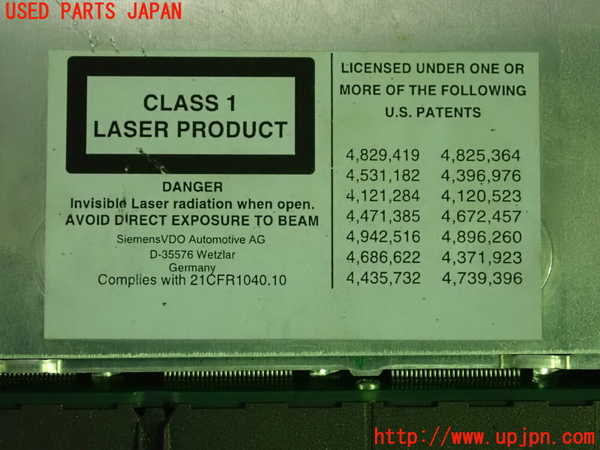 USED PARTS JAPAN
CLASS 1
LASER PRODUCT
DANGER
Invisible Laser radiation when open.
AVOID DIRECT EXPOSURE TO BEAM
SiemensVDO Automotive AG
D-35576 Wetzlar
Germany
Complies with 21CFR1040.10
LICENSED UNDER ONE OR
MORE OF THE FOLLOWING
U.S. PATENTS
4,829,419 4,825,364
4,531,182 4,396,976
4,121,284 4,120,523
4,471,385 4,672,457
4,942,516 4,896,260
4,686,622 4,371,923
4,435,732 4,739,396
http://www.upjpn.com/